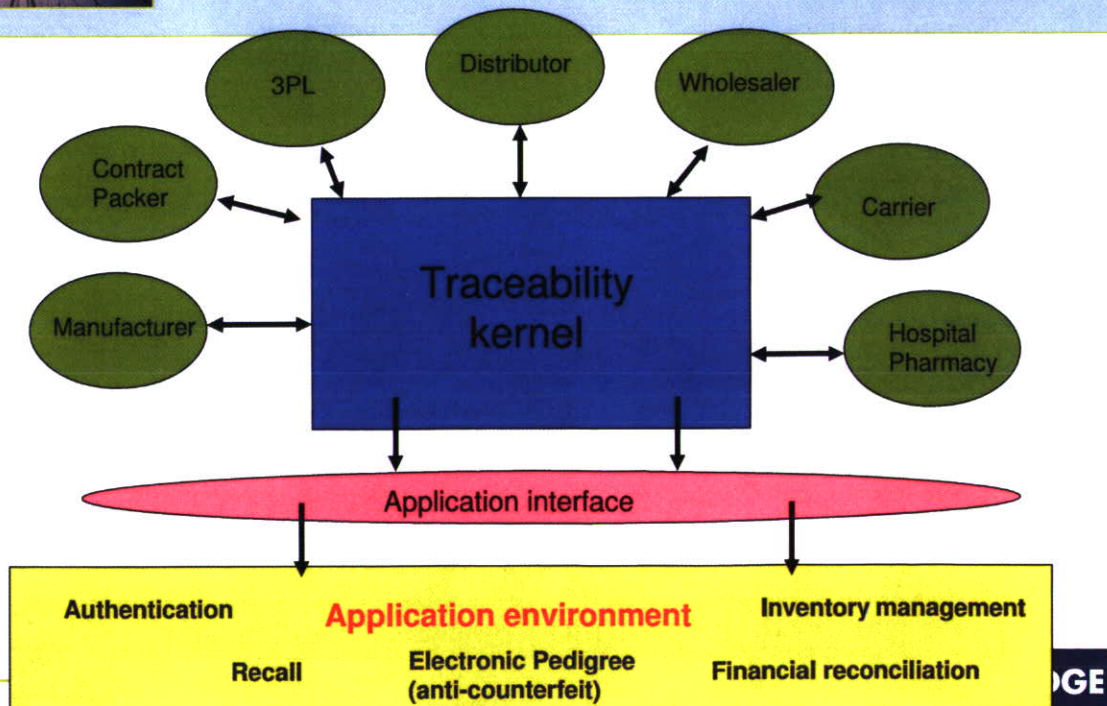 Distributor
3PL
Wholesaler
Contract
Packer
Carrier
Traceability
kernel
Manufacturer
Hospital
Pharmacy
Application interface
Authentication
Application environment
Inventory management
Recall
Electronic Pedigree
(anti-counterfeit)
Financial reconciliation